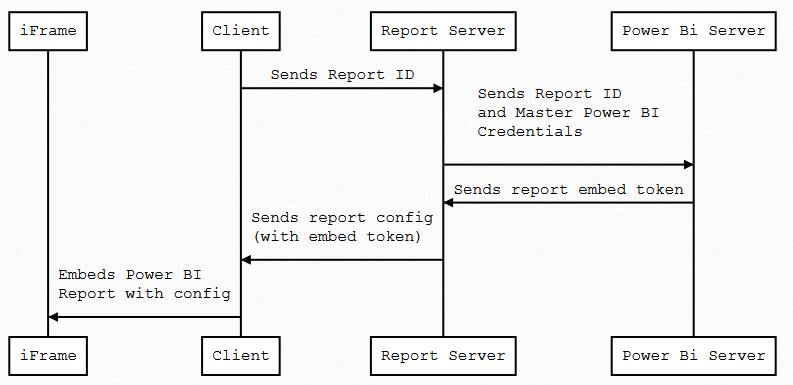 iFrame
Client
Report Server
Power Bi Server
Sends Report ID
Sends Report ID
and Master Power BI
Credentials
Sends report embed token
Sends report config
(with embed token)
Embeds Power BI
Report with config
iFrame
Client
Report Server
Power Bi Server